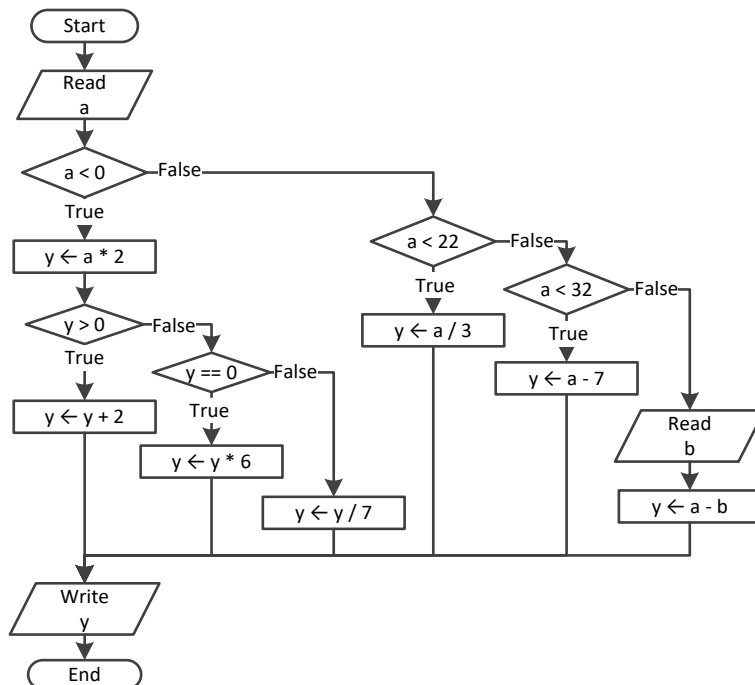 Start
Read
a
a < 0
False
True
y ← a * 2
a < 22
False
True
y ← a / 3
a < 32
False
True
y ← a - 7
y > 0
False
True
y ← y + 2
y == 0
False
True
y ← y * 6
y ← y / 7
Read
b
y ← a - b
Write
y
End